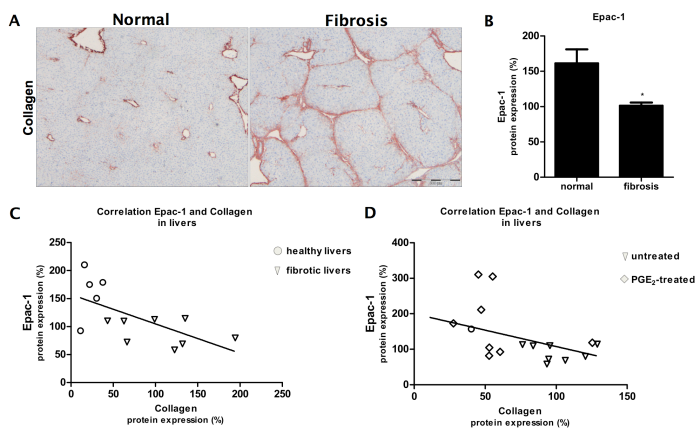 A
Normal
Fibrosis
Collagen
B
Epac-1
Epac-1
protein expression (%)
200
150
100
50
0
*
normal
fibrosis
C
Correlation Epac-1 and Collagen
in livers
Epac-1
protein expression (%)
250
200
150
100
50
0
0
50
100
150
200
250
Collagen
protein expression (%)
healthy livers
fibrotic livers
D
Correlation Epac-1 and Collagen
in livers
Epac-1
protein expression (%)
400
300
200
100
0
0
50
100
150
Collagen
protein expression (%)
untreated
PGE₂-treated